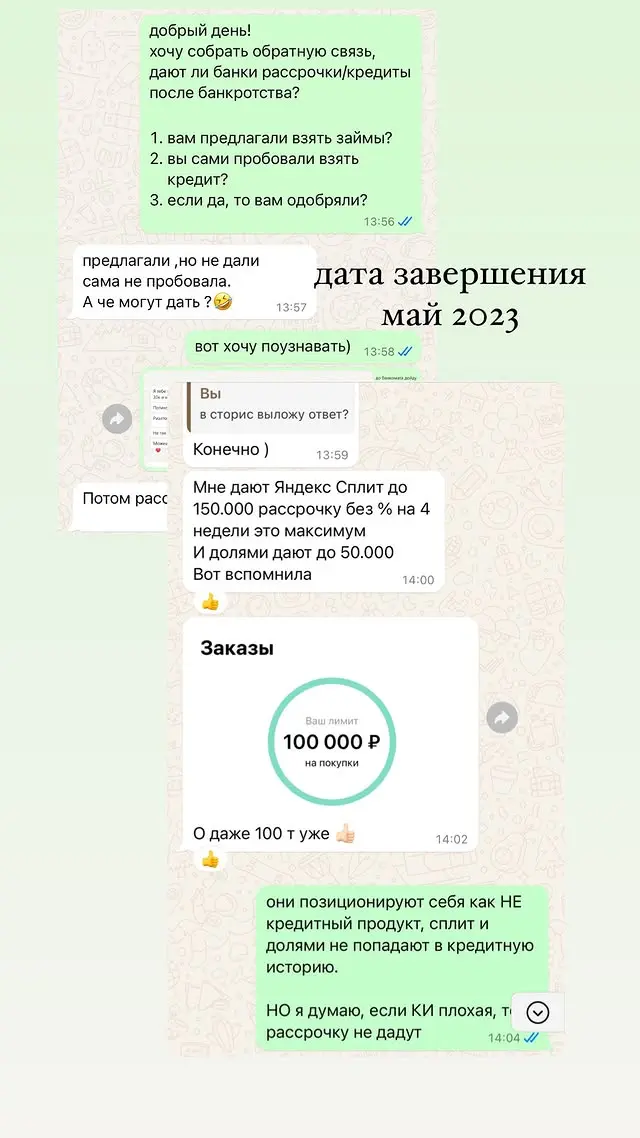 добрый день!
хочу собрать обратную связь,
дают ли банки рассрочки/кредиты
после банкротства?
1. вам предлагали взять займы?
2. вы сами пробовали взять
кредит?
3. если да, то вам одобряли?
13:56
предлагали ,но не дали
сама не пробовала.
А че могут дать ?🤣
13:57
дата завершения
май 2023
вот хочу поузнавать)
13:58
до банкомата дойду
Вы
в сторис выложу ответ?
Конечно )
13:59
Потом расс
Мне дают Яндекс Сплит до
150.000 рассрочку без % на 4
недели это максимум
И долями дают до 50.000
Вот вспомнила
14:00
👍
Заказы
Ваш лимит
100 000 ₽
на покупки
О даже 100 т уже 👍🏻
14:02
👍
они позиционируют себя как НЕ
кредитный продукт, сплит и
долями не попадают в кредитную
историю.
НО я думаю, если КИ плохая, т
рассрочку не дадут
14:04